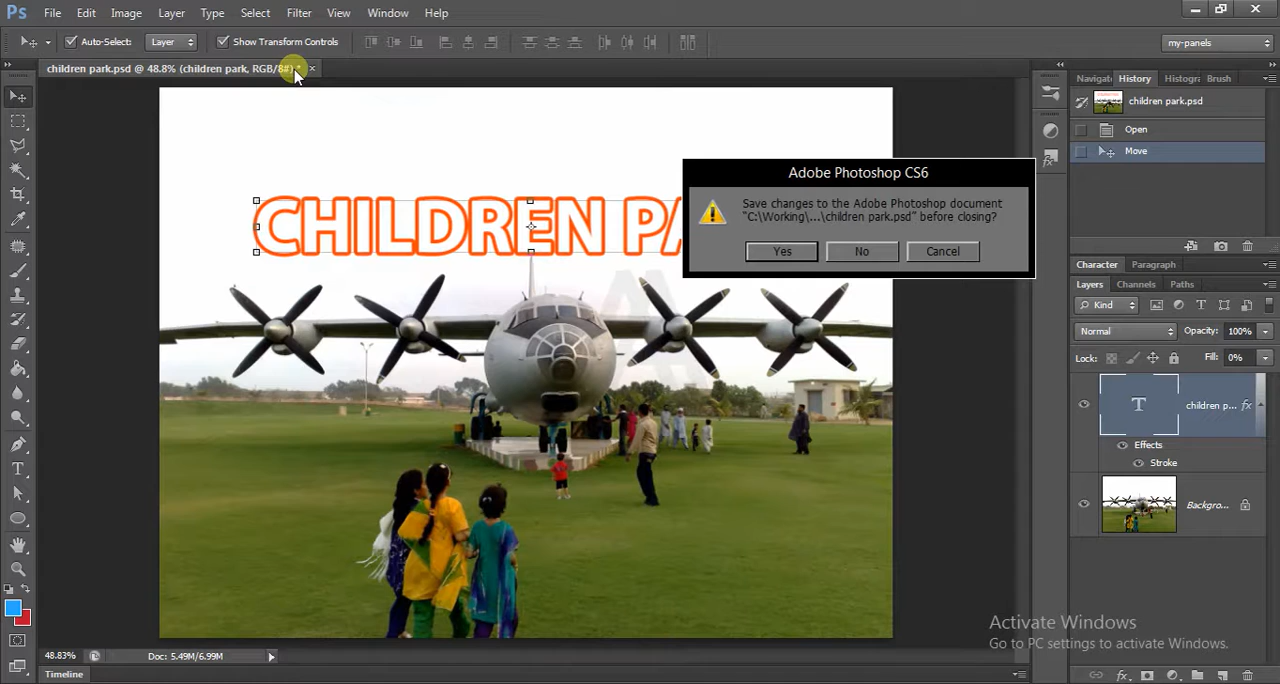 Ps File Edit Image Layer Type Select Filter View Window Help
Auto-Select: Layer Show Transform Controls my-panels
children park.psd @ 48.8% (children park, RGB/8#) * ×
Navigat History Histogra Brush
children park.psd
Open
Move
Adobe Photoshop CS6
Save changes to the Adobe Photoshop document
"C:\Working\...\children park.psd" before closing?
Yes No Cancel
CHILDREN PA
Character Paragraph
Layers Channels Paths
Kind T
Normal Opacity: 100%
Lock: Fill: 0%
T children p... fx
Effects
Stroke
Backgro...
Activate Windows
Go to PC settings to activate Windows.
48.83% Doc: 5.49M/6.99M
Timeline fx